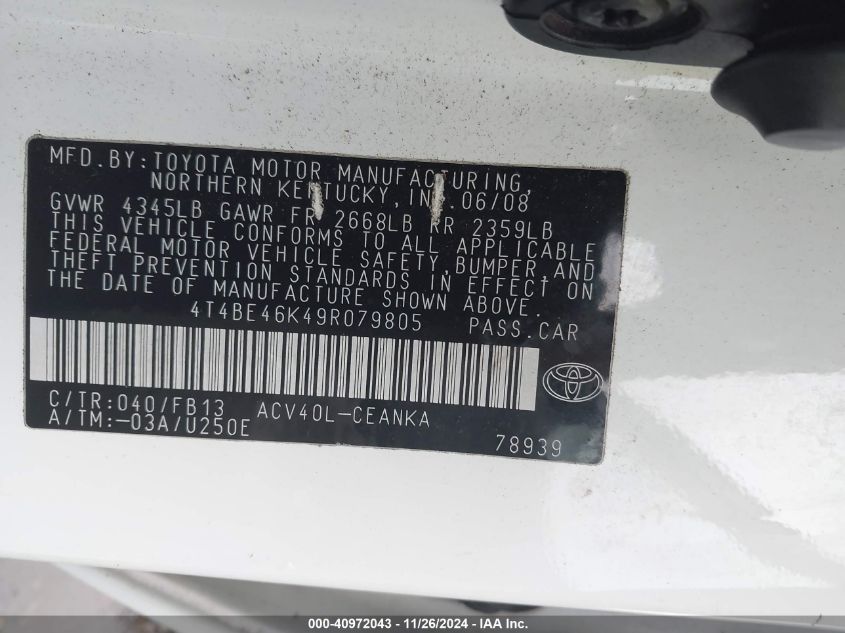 MFD.BY:TOYOTA MOTOR MANUFACTURING,
NORTHERN KENTUCKY, 06/08
GVWR 4345LB GAWR FR 2668LB RR 2359LB
THIS VEHICLE CONFORMS TO ALL APPLICABLE
FEDERAL MOTOR VEHICLE SAFETY,BUMPER,AND
THEFT PREVENTION STANDARDS IN EFFECT ON
THE DATE OF MANUFACTURE SHOWN ABOVE.
4T4BE46K49R079805 PASS.CAR
C/TR:040/FB13 ACV40L-CEANKA
A/TM:-03A/U250E
78939
000-40972043 - 11/26/2024 - IAA Inc.